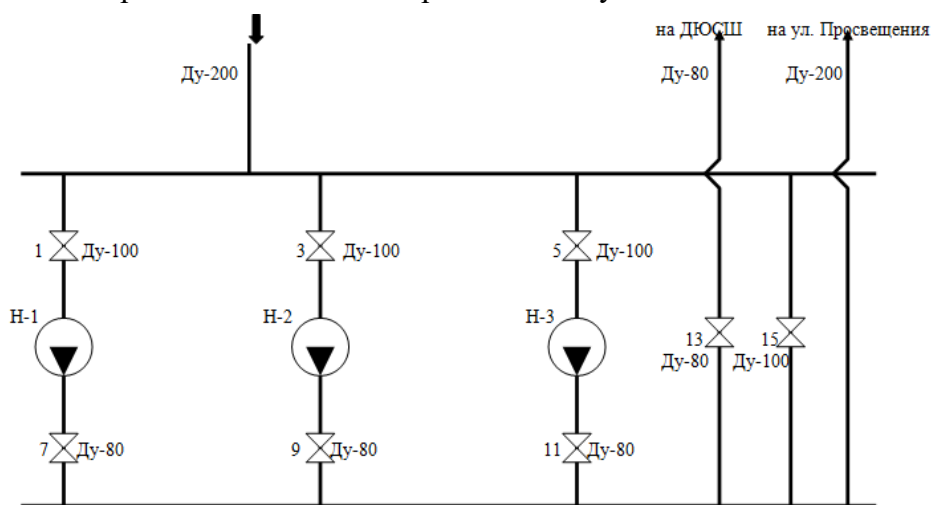 на ДЮСШ на ул. Просвещения
Ду-200 Ду-80 Ду-200
1 Ду-100 3 Ду-100 5 Ду-100
Н-1 Н-2 Н-3
13 15
Ду-80 Ду-100
7 Ду-80 9 Ду-80 11 Ду-80